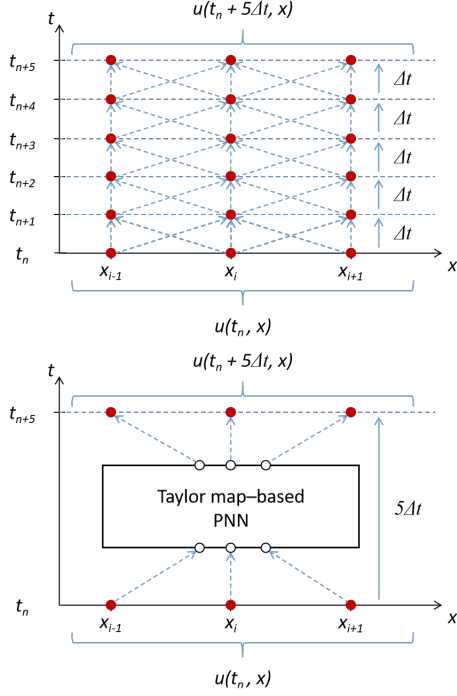 u(tₙ + 5Δt, x)
t
tₙ₊₅
Δt
tₙ₊₄
Δt
tₙ₊₃
Δt
tₙ₊₂
Δt
tₙ₊₁
Δt
tₙ
xᵢ₋₁ xᵢ xᵢ₊₁ x
u(tₙ, x)
u(tₙ + 5Δt, x)
t
tₙ₊₅
Taylor map–based
PNN
5Δt
tₙ
xᵢ₋₁ xᵢ xᵢ₊₁ x
u(tₙ, x)